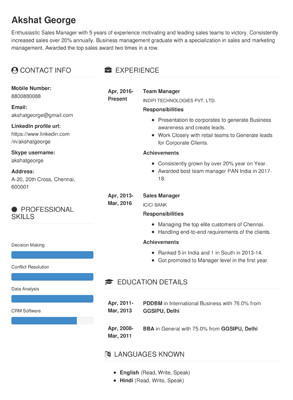 Akshat George
Enthusiastic Sales Manager with 5 years of experience motivating and leading sales teams to victory. Consistently
increased sales over 20% annually. Business management graduate with a specialization in sales and marketing
management. Awarded the top sales award two times in a row.
CONTACT INFO
Mobile Number:
8800880088
Email:
akshatgeorge@gmail.com
LinkedIn profile url:
https://www.linkedin.com
/in/akshatgeorge
Skype username:
akshatgeorge
Address:
A-20, 20th Cross, Chennai,
600001
PROFESSIONAL
SKILLS
Decision Making
Conflict Resolution
Data Analysis
CRM Software
EXPERIENCE
Apr, 2016-
Present
Team Manager
INDIPI TECHNOLOGIES PVT. LTD.
Responsibilities
Presentation to corporates to generate Business
awareness and create leads.
Work Closely with retail Teams to Generate leads
for Corporate Clients.
Achievements
Consistently grown by over 20% year on Year.
Awarded best team manager PAN India in 2017-
18.
Apr, 2013-
Mar, 2016
Sales Manager
ICICI BANK
Responsibilities
Managing the top elite customers of Chennai.
Handling end-to-end requirements of the clients.
Achievements
Ranked 5 in India and 1 in South in 2013-14.
Got promoted to Manager level in the first year.
EDUCATION DETAILS
Apr, 2011-
Mar, 2013
PDDBM in International Business with 76.0% from
GGSIPU, Delhi
Apr, 2008-
Mar, 2011
BBA in General with 75.0% from GGSIPU, Delhi
LANGUAGES KNOWN
English (Read, Write, Speak)
Hindi (Read, Write, Speak)